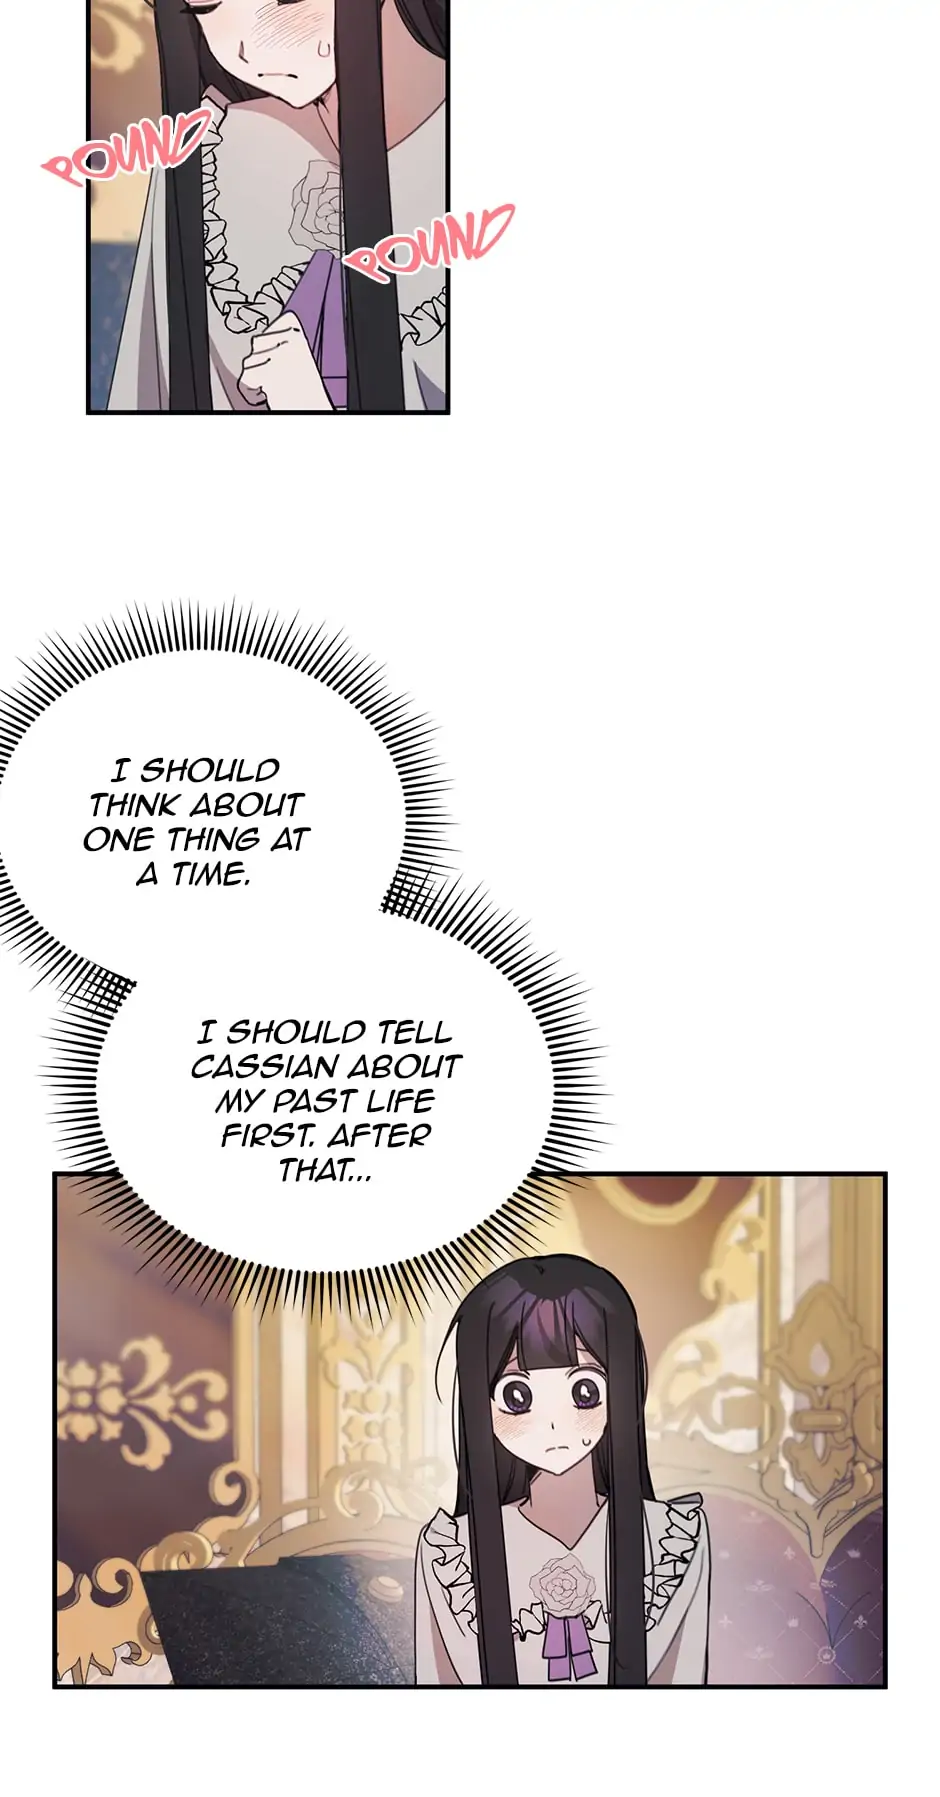 POUND
POUND
I SHOULD
THINK ABOUT
ONE THING AT
A TIME.
I SHOULD TELL
CASSIAN ABOUT
MY PAST LIFE
FIRST. AFTER
THAT...